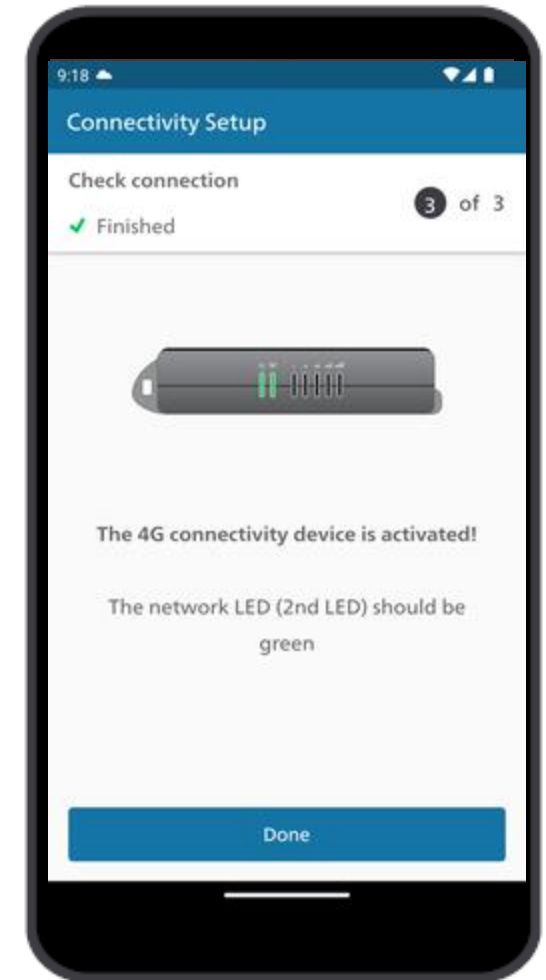 9:18
Connectivity Setup
Check connection
3 of 3
Finished
The 4G connectivity device is activated!
The network LED (2nd LED) should be
green
Done